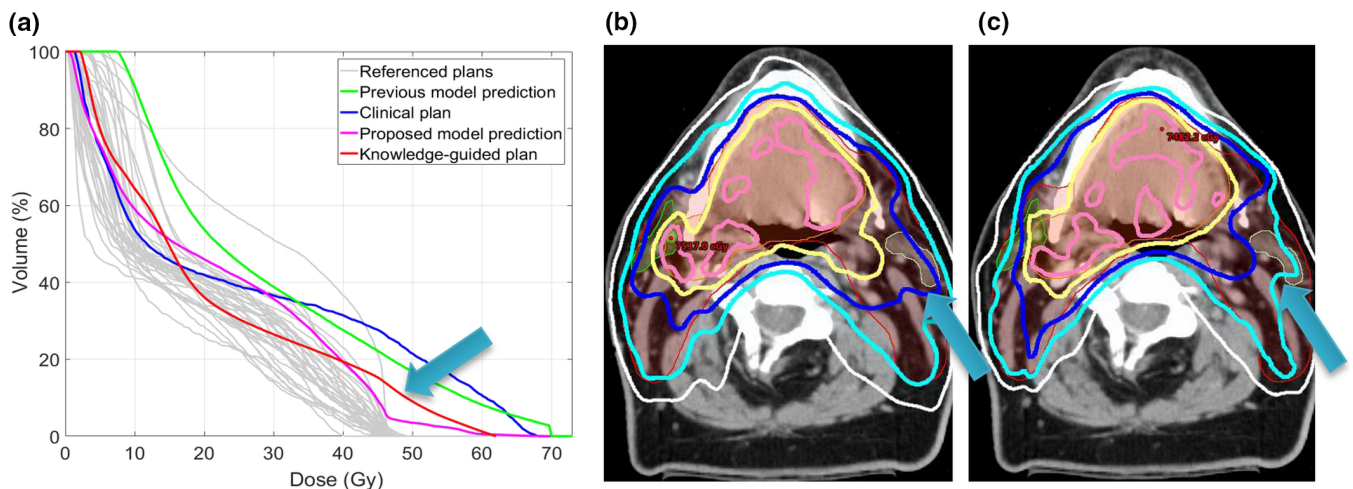 (a)
(b)
(c)
100
80
60
40
20
0
Volume (%)
Referenced plans
Previous model prediction
Clinical plan
Proposed model prediction
Knowledge-guided plan
0 10 20 30 40 50 60 70
Dose (Gy)
7482.2 cGy